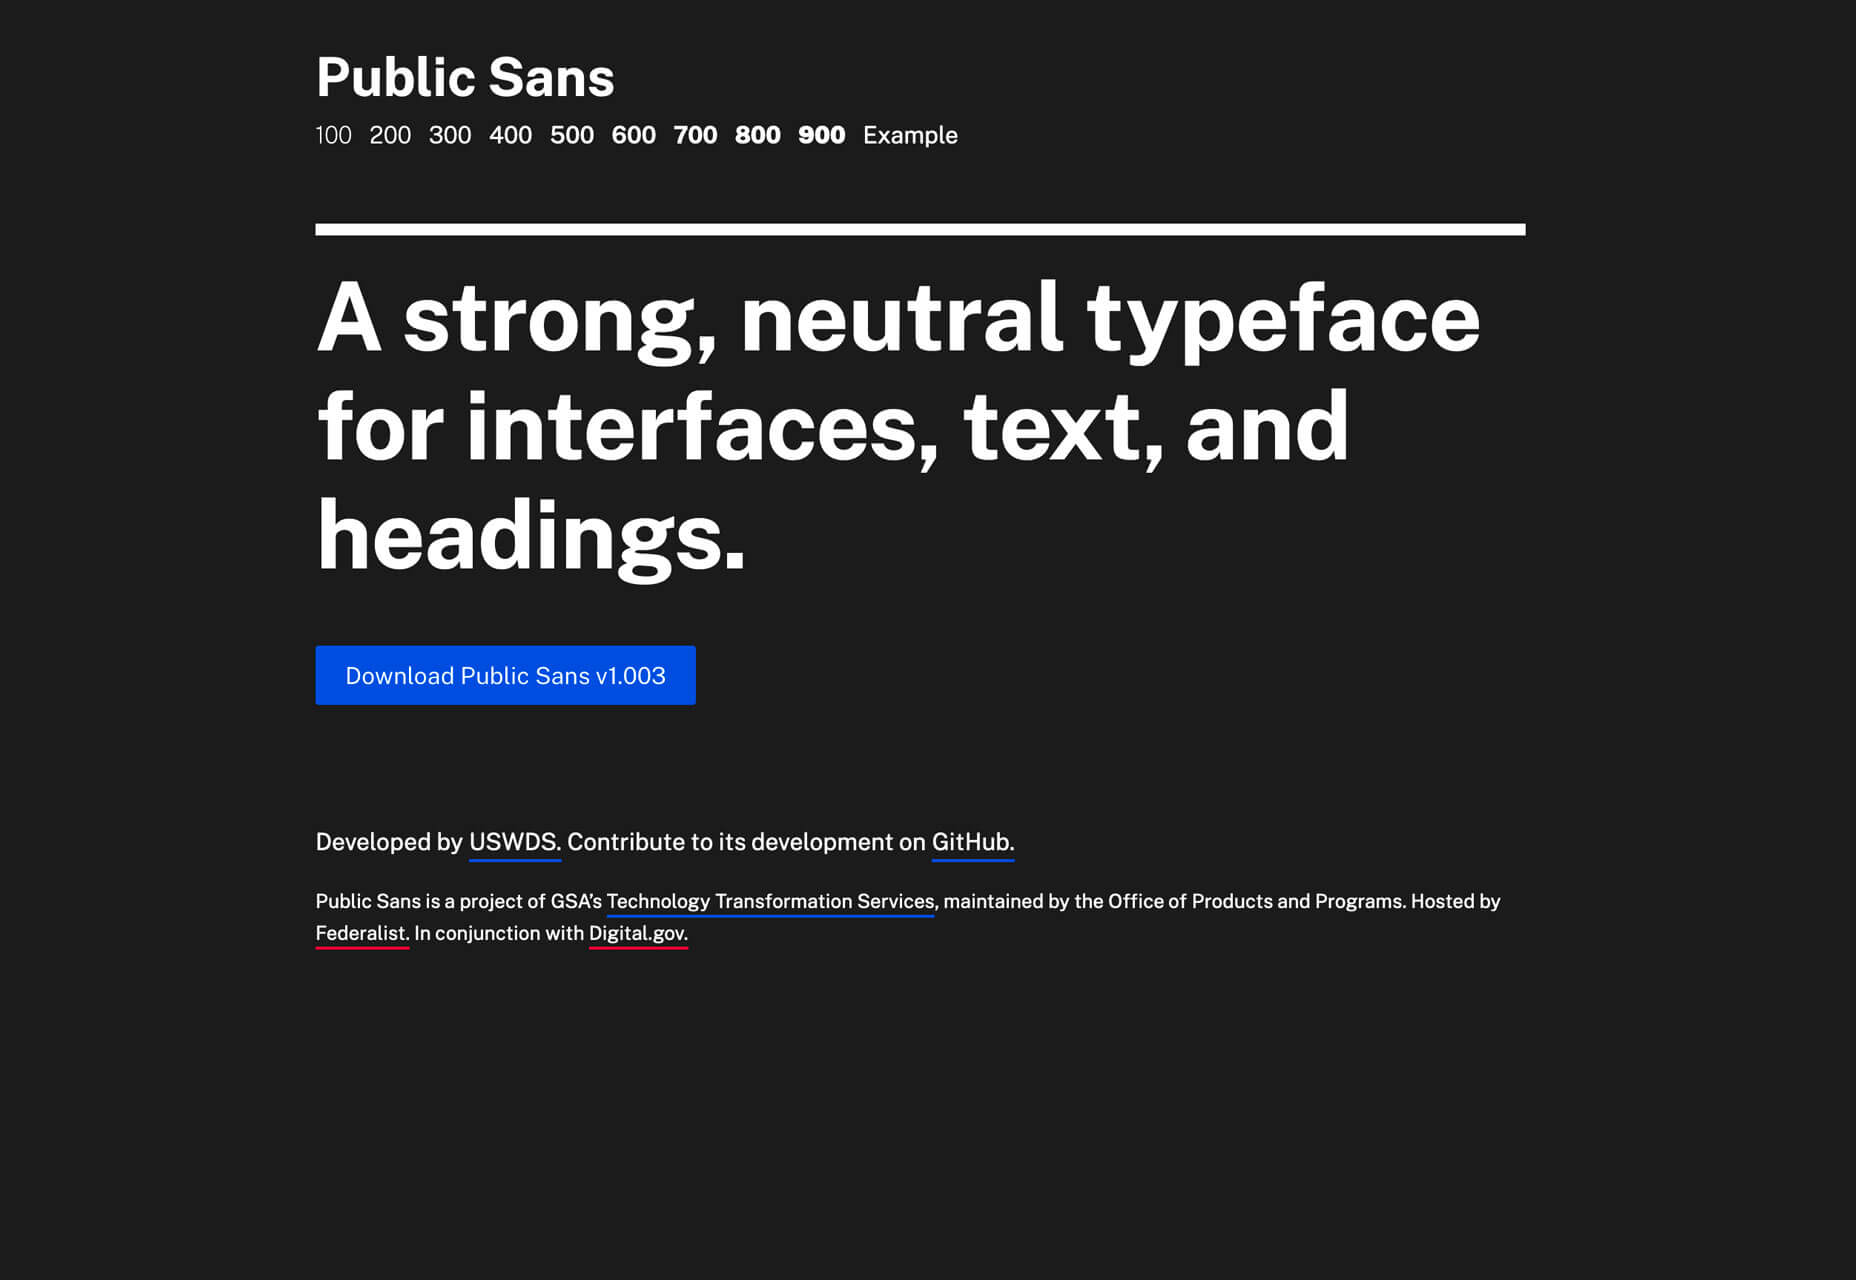 Public Sans
100 200 300 400 500 600 700 800 900 Example
A strong, neutral typeface
for interfaces, text, and
headings.
Download Public Sans v1.003
Developed by USWDS. Contribute to its development on GitHub.
Public Sans is a project of GSA’s Technology Transformation Services, maintained by the Office of Products and Programs. Hosted by
Federalist. In conjunction with Digital.gov.